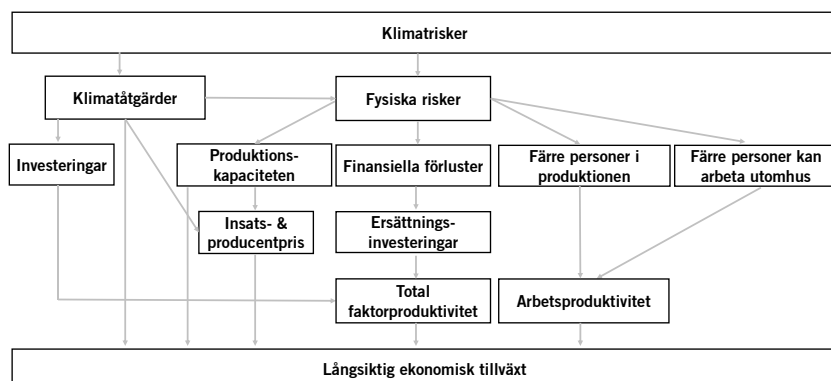 Klimatrisker
Klimatåtgärder
Fysiska risker
Investeringar
Produktions-
kapaciteten
Finansiella förluster
Färre personer i
produktionen
Färre personer kan
arbeta utomhus
Insats- &
producentpris
Ersättnings-
investeringar
Total
faktorproduktivitet
Arbetsproduktivitet
Långsiktig ekonomisk tillväxt